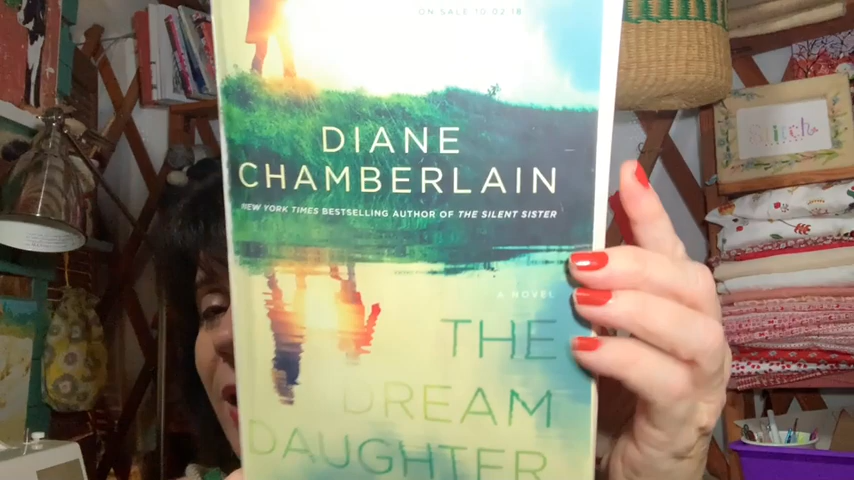 ON SALE 10.02.18
DIANE
CHAMBERLAIN
NEW YORK TIMES BESTSELLING AUTHOR OF THE SILENT SISTER
A NOVEL
THE
DREAM
DAUGHTER
Stitch